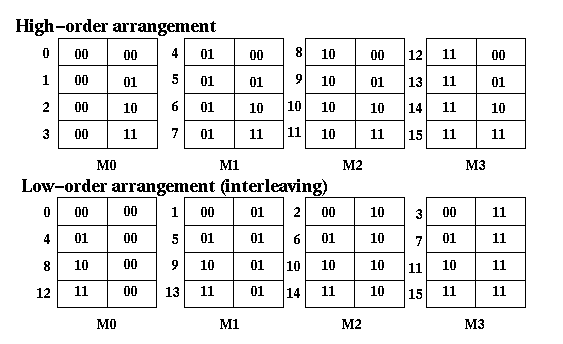 High-order arrangement
0 00 00 4 01 00 8 10 00 12 11 00
1 00 01 5 01 01 9 10 01 13 11 01
2 00 10 6 01 10 10 10 10 14 11 10
3 00 11 7 01 11 11 10 11 15 11 11
M0 M1 M2 M3
Low-order arrangement (interleaving)
0 00 00 1 00 01 2 00 10 3 00 11
4 01 00 5 01 01 6 01 10 7 01 11
8 10 00 9 10 01 10 10 10 11 10 11
12 11 00 13 11 01 14 11 10 15 11 11
M0 M1 M2 M3